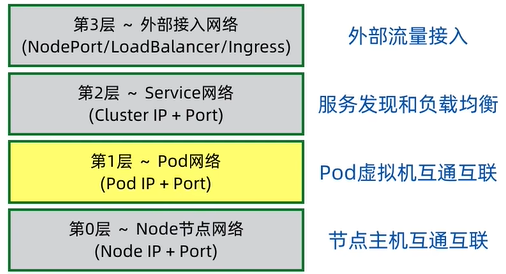 第3层 ~ 外部接入网络
(NodePort/LoadBalancer/Ingress)
外部流量接入
第2层 ~ Service网络
(Cluster IP + Port)
服务发现和负载均衡
第1层 ~ Pod网络
(Pod IP + Port)
Pod虚拟机互通互联
第0层 ~ Node节点网络
(Node IP + Port)
节点主机互通互联